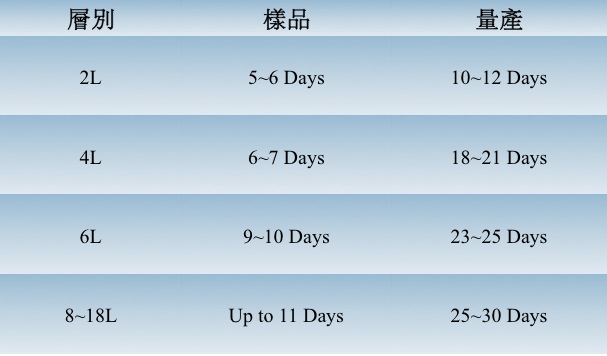 層別 樣品 量產
2L 5~6 Days 10~12 Days
4L 6~7 Days 18~21 Days
6L 9~10 Days 23~25 Days
8~18L Up to 11 Days 25~30 Days